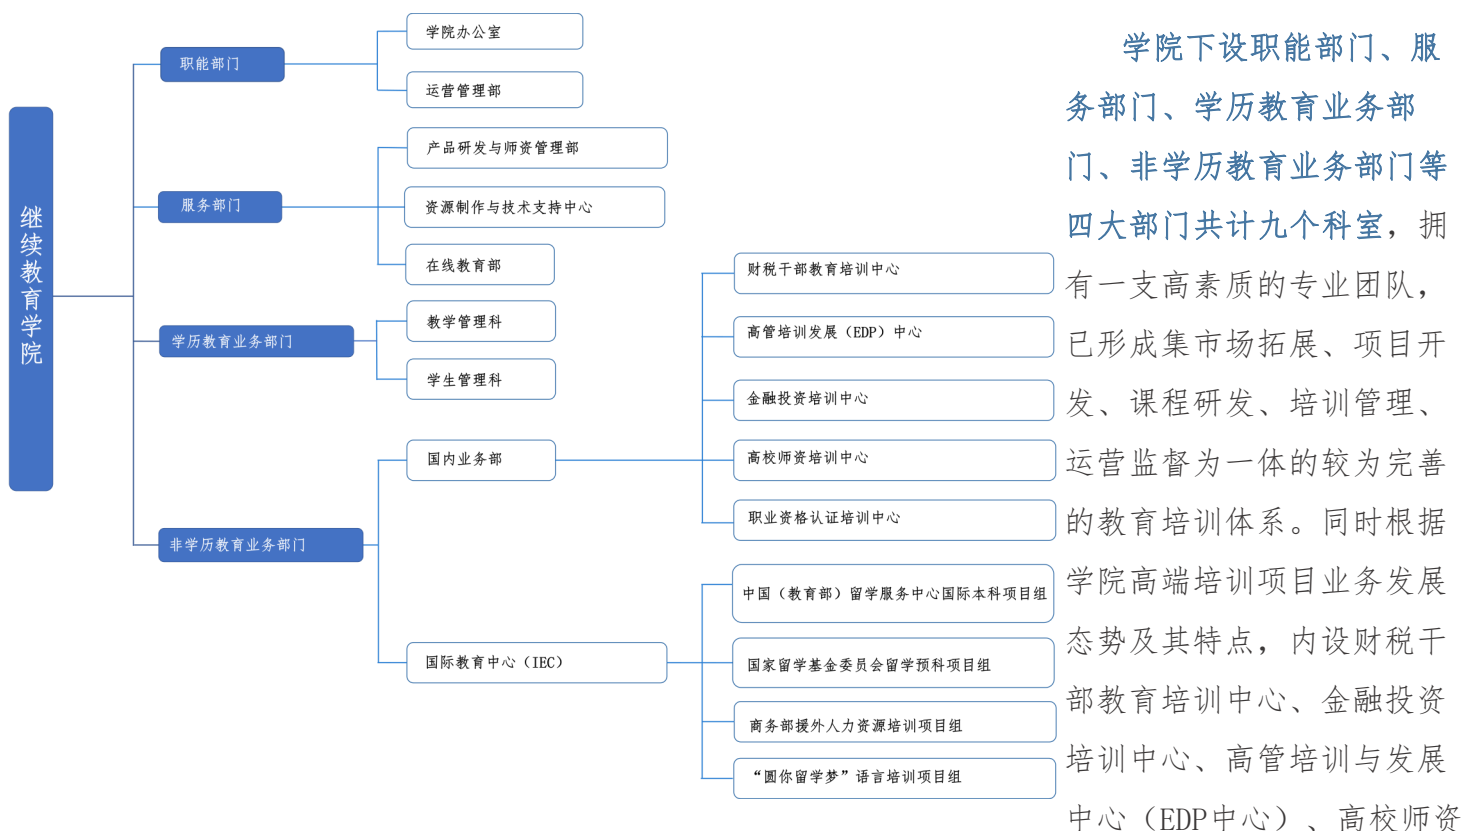 继续教育学院
职能部门
学院办公室
运营管理部
服务部门
产品研发与师资管理部
资源制作与技术支持中心
在线教育部
学历教育业务部门
教学管理科
学生管理科
非学历教育业务部门
国内业务部
财税干部教育培训中心
高管培训发展（EDP）中心
金融投资培训中心
高校师资培训中心
职业资格认证培训中心
国际教育中心（IEC）
中国（教育部）留学服务中心国际本科项目组
国家留学基金委员会留学预科项目组
商务部援外人力资源培训项目组
“圆你留学梦”语言培训项目组
学院下设职能部门、服
务部门、学历教育业务部
门、非学历教育业务部门等
四大部门共计九个科室，拥
有一支高素质的专业团队，
已形成集市场拓展、项目开
发、课程研发、培训管理、
运营监督为一体的较为完善
的教育培训体系。同时根据
学院高端培训项目业务发展
态势及其特点，内设财税干
部教育培训中心、金融投资
培训中心、高管培训与发展
中心（EDP中心）、高校师资